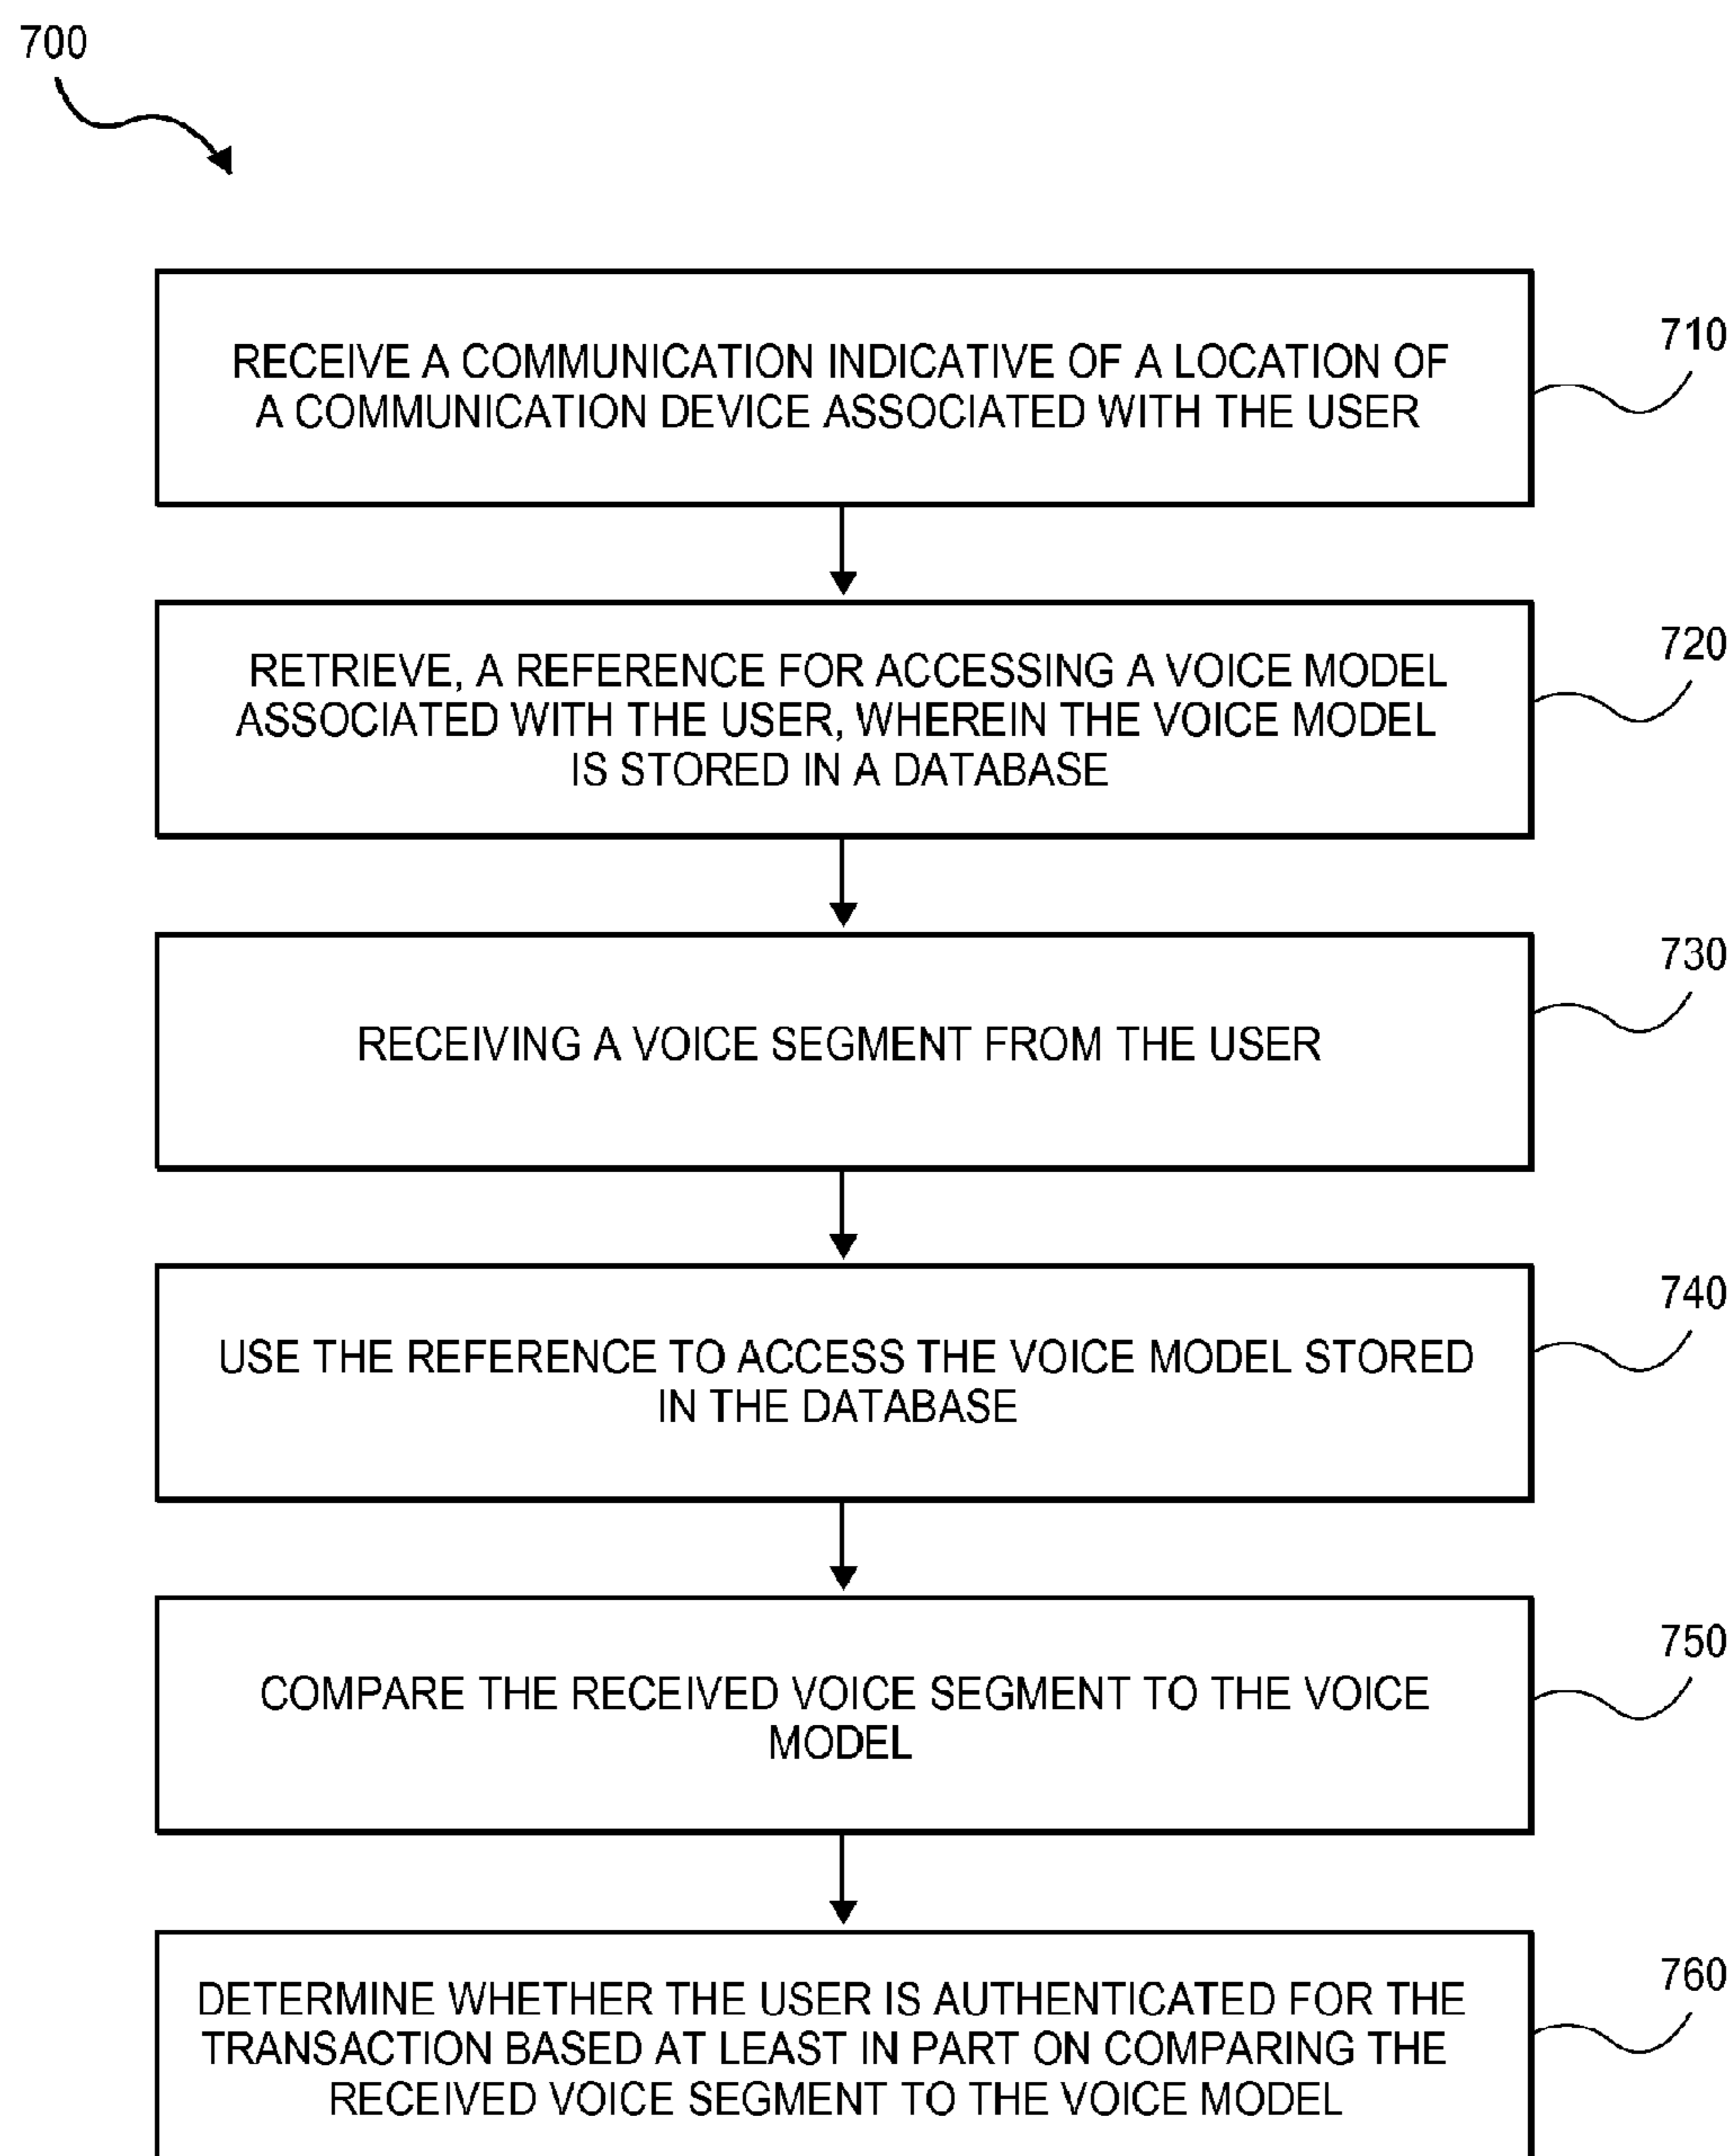 700
RECEIVE A COMMUNICATION INDICATIVE OF A LOCATION OF
A COMMUNICATION DEVICE ASSOCIATED WITH THE USER
710
RETRIEVE, A REFERENCE FOR ACCESSING A VOICE MODEL
ASSOCIATED WITH THE USER, WHEREIN THE VOICE MODEL
IS STORED IN A DATABASE
720
RECEIVING A VOICE SEGMENT FROM THE USER
730
USE THE REFERENCE TO ACCESS THE VOICE MODEL STORED
IN THE DATABASE
740
COMPARE THE RECEIVED VOICE SEGMENT TO THE VOICE
MODEL
750
DETERMINE WHETHER THE USER IS AUTHENTICATED FOR THE
TRANSACTION BASED AT LEAST IN PART ON COMPARING THE
RECEIVED VOICE SEGMENT TO THE VOICE MODEL
760